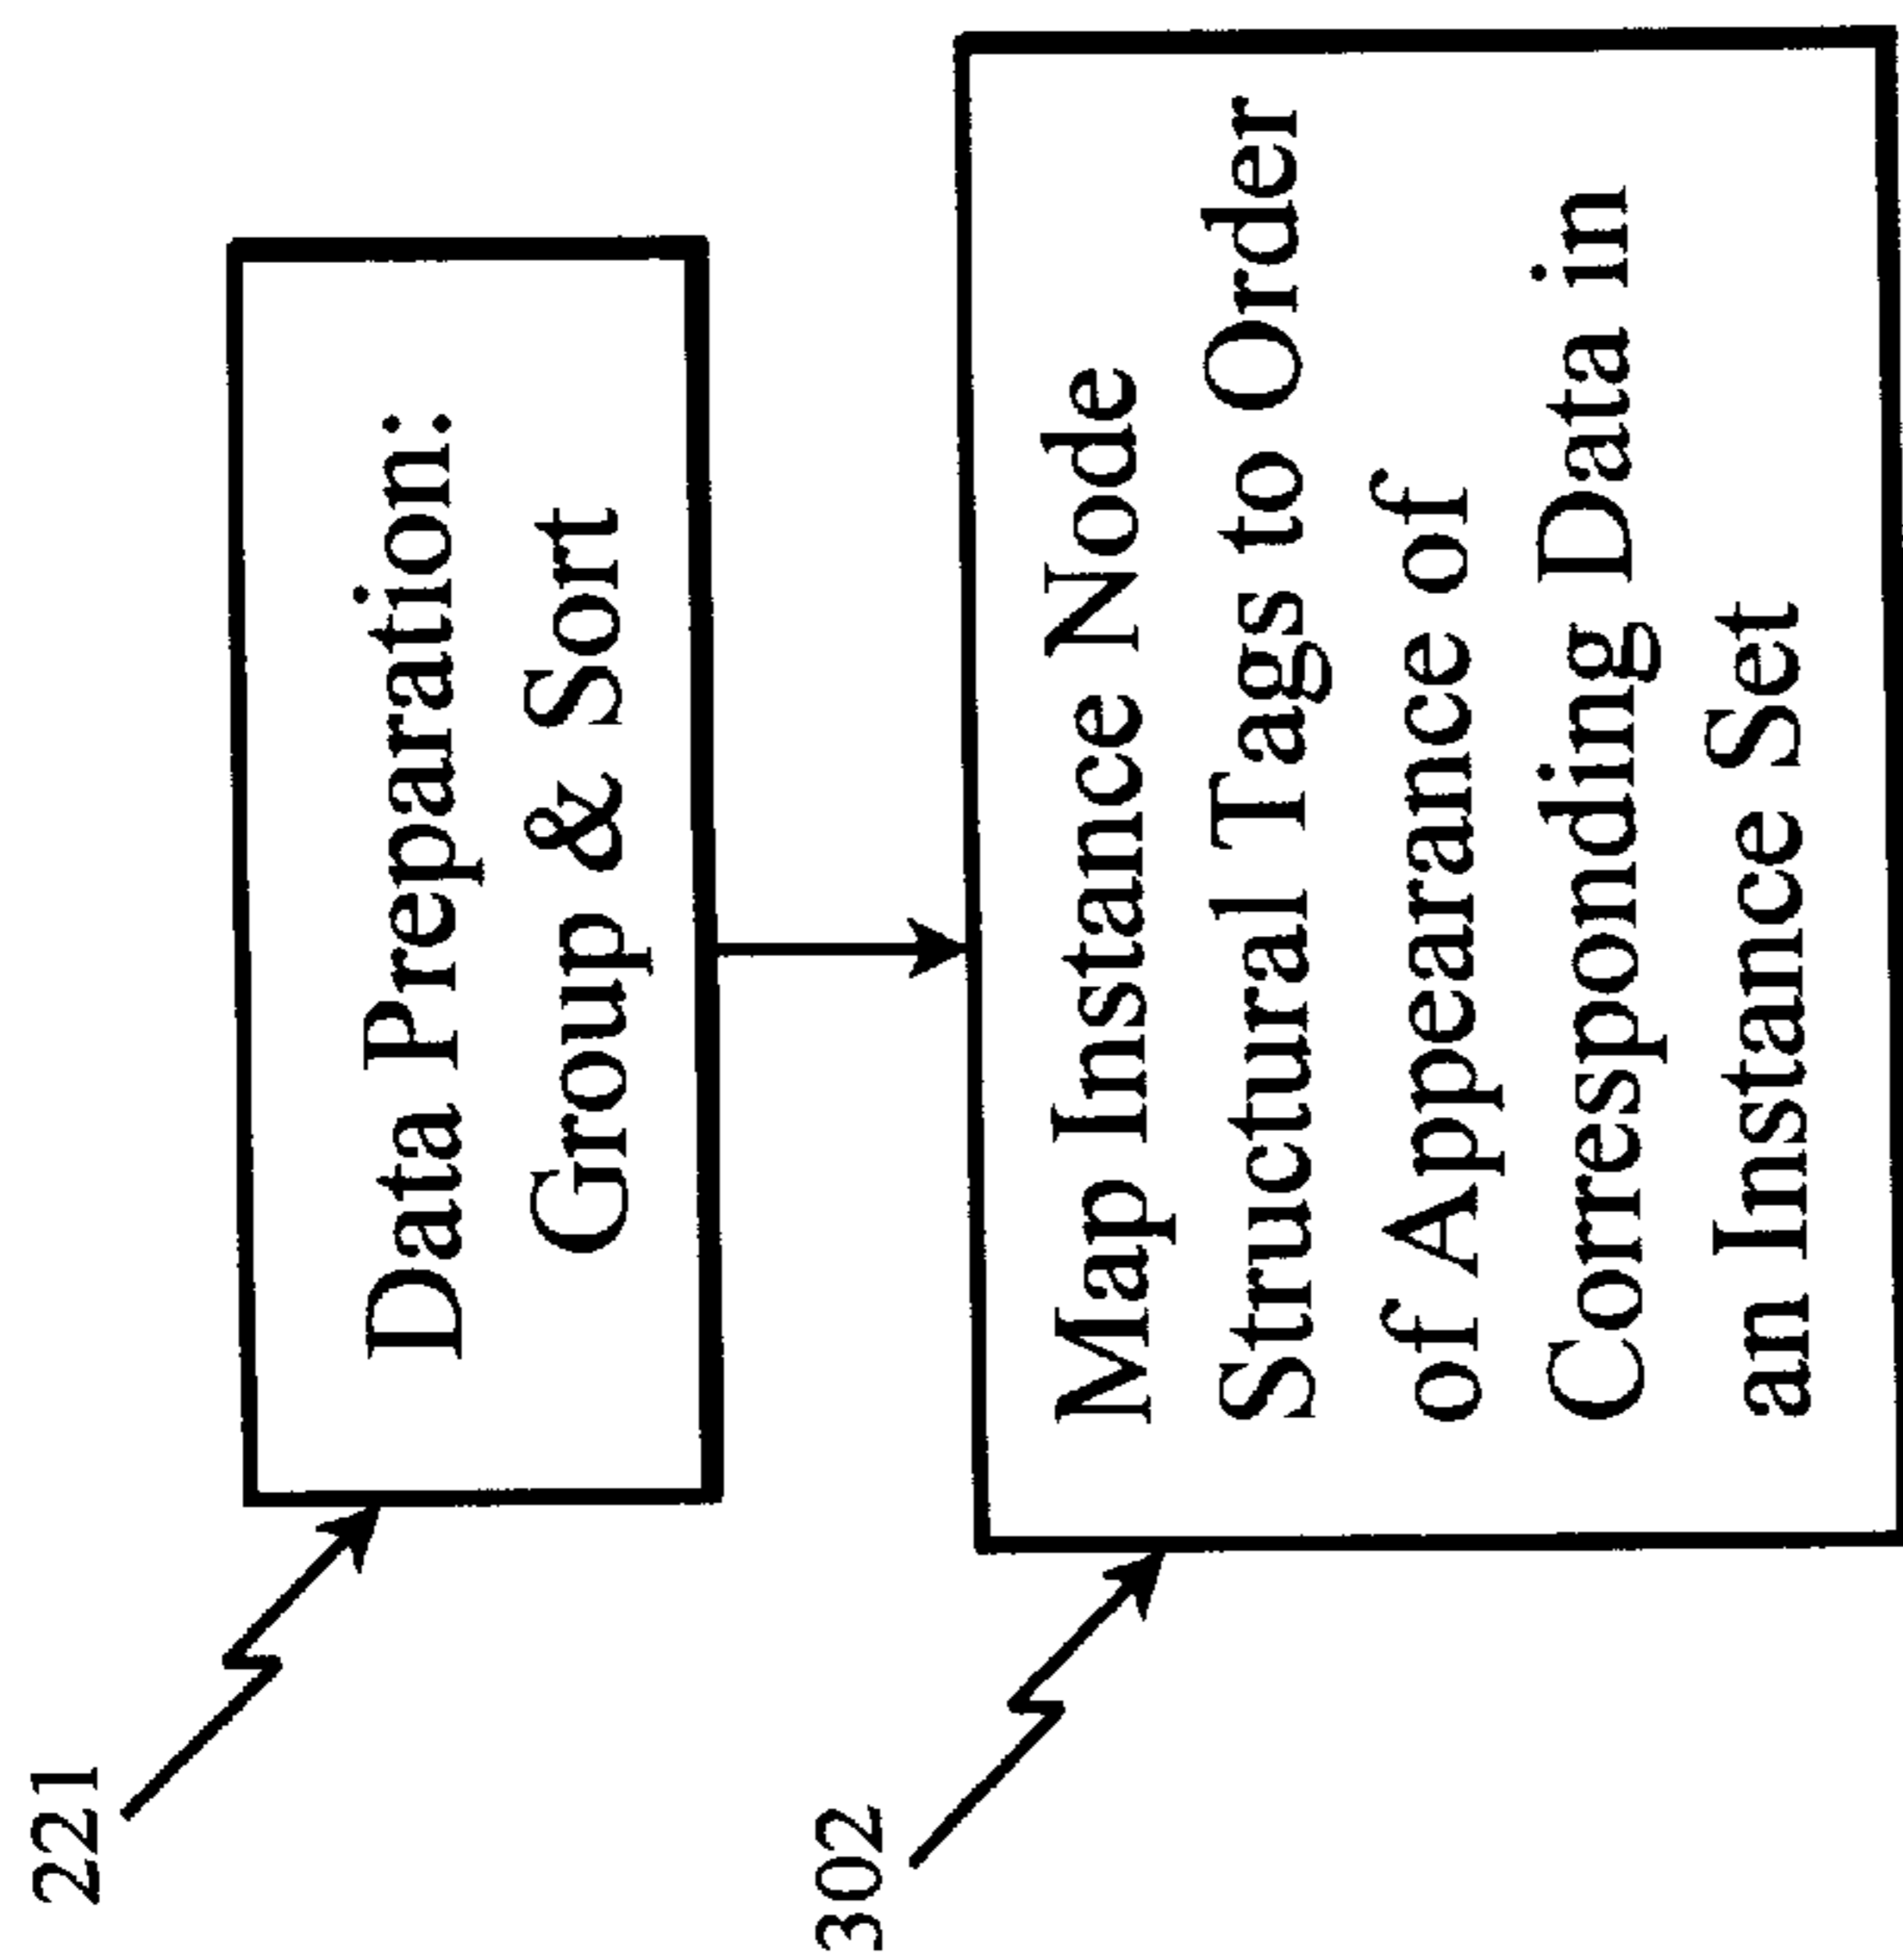 221
Data Preparation:
Group & Sort
302
Map Instance Node
Structural Tags to Order
of Appearance of
Corresponding Data in
an Instance Set